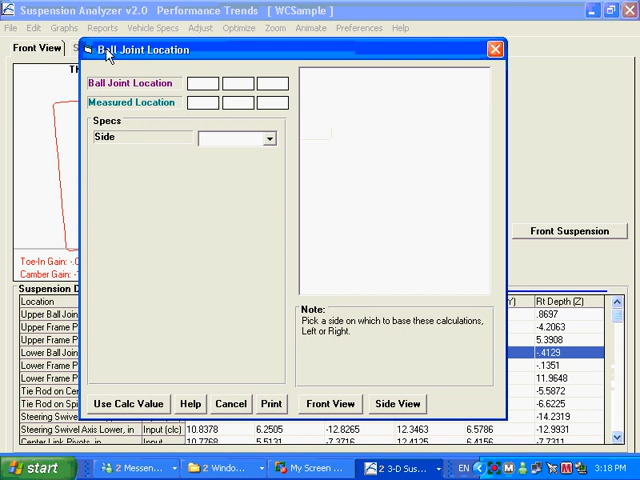 Suspension Analyzer v2.0 Performance Trends [ WCSample ]
File Edit Graphs Reports Vehicle Specs Adjust Optimize Zoom Animate Preferences Help
Front View
Ball Joint Location
Ball Joint Location
Measured Location
Specs
Side
Note:
Pick a side on which to base these calculations,
Left or Right.
Use Calc Value Help Cancel Print Front View Side View
Front Suspension
Toe-In Gain: -.0
Camber Gain: -
Suspension D
Location Y) Rt Depth (Z)
Upper Ball Join .8697
Upper Frame P -4.2063
Upper Frame P 5.3908
Lower Ball Joi -.4129
Lower Frame P -.1351
Lower Frame P 11.9648
Tie Rod on Cen -5.5872
Tie Rod on Spi -6.6225
Steering Swivel -14.2319
Steering Swivel Axis Lower, in Input (clc) 10.8378 6.2505 -12.8265 12.3463 6.5786 -12.9931
Center Link Pivots, in Input 10.7768 5.5131 -7.3716 12.4125 6.4156 -7.7311
start 2 Messen... 2 Window... My Screen ... 2 3-D Sus... EN 3:18 PM